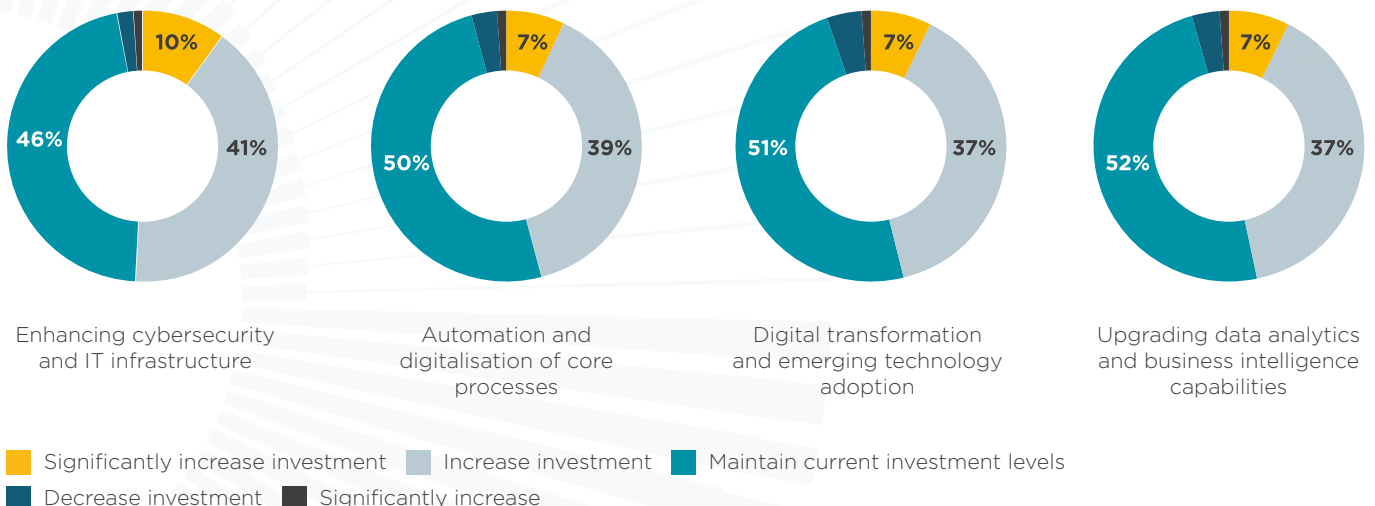 10%
7%
7%
7%
46%
41%
50%
39%
51%
37%
52%
37%
Enhancing cybersecurity
and IT infrastructure
Automation and
digitalisation of core
processes
Digital transformation
and emerging technology
adoption
Upgrading data analytics
and business intelligence
capabilities
Significantly increase investment
Increase investment
Maintain current investment levels
Decrease investment
Significantly increase